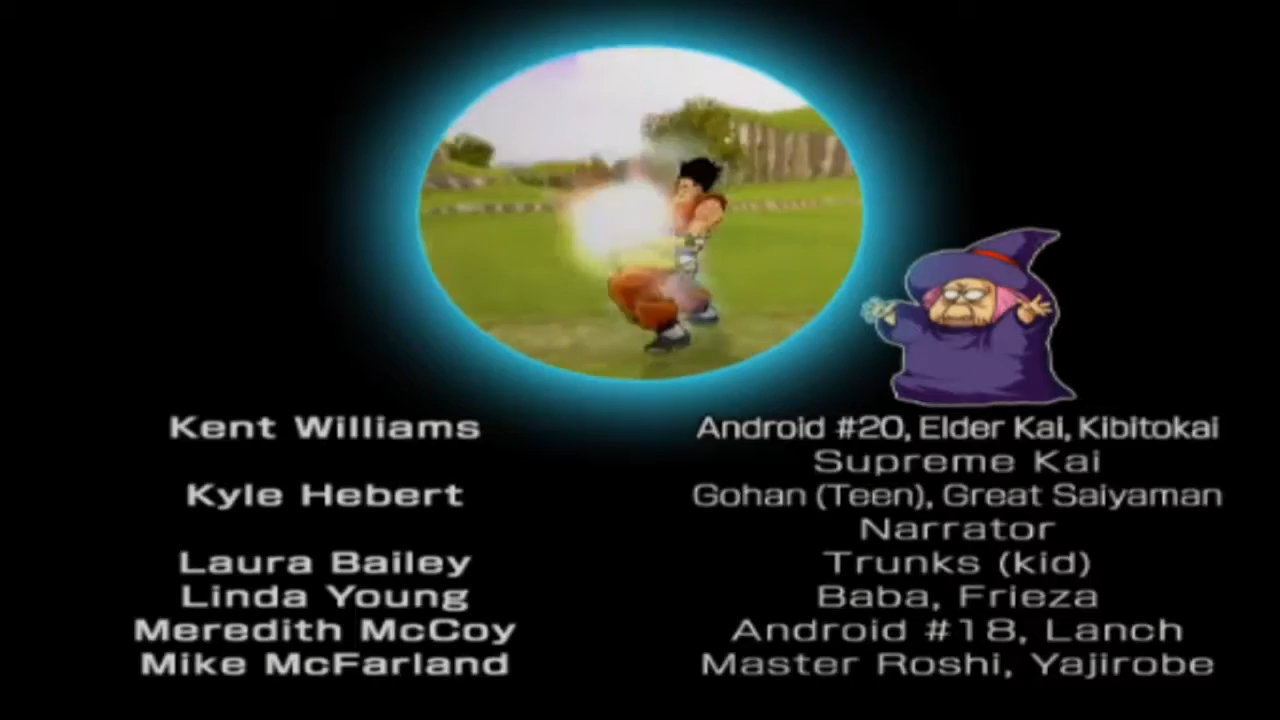 Kent Williams Android #20, Elder Kai, Kibitokai
Supreme Kai
Kyle Hebert Gohan (Teen), Great Saiyaman
Narrator
Laura Bailey Trunks (kid)
Linda Young Baba, Frieza
Meredith McCoy Android #18, Lanch
Mike McFarland Master Roshi, Yajirobe